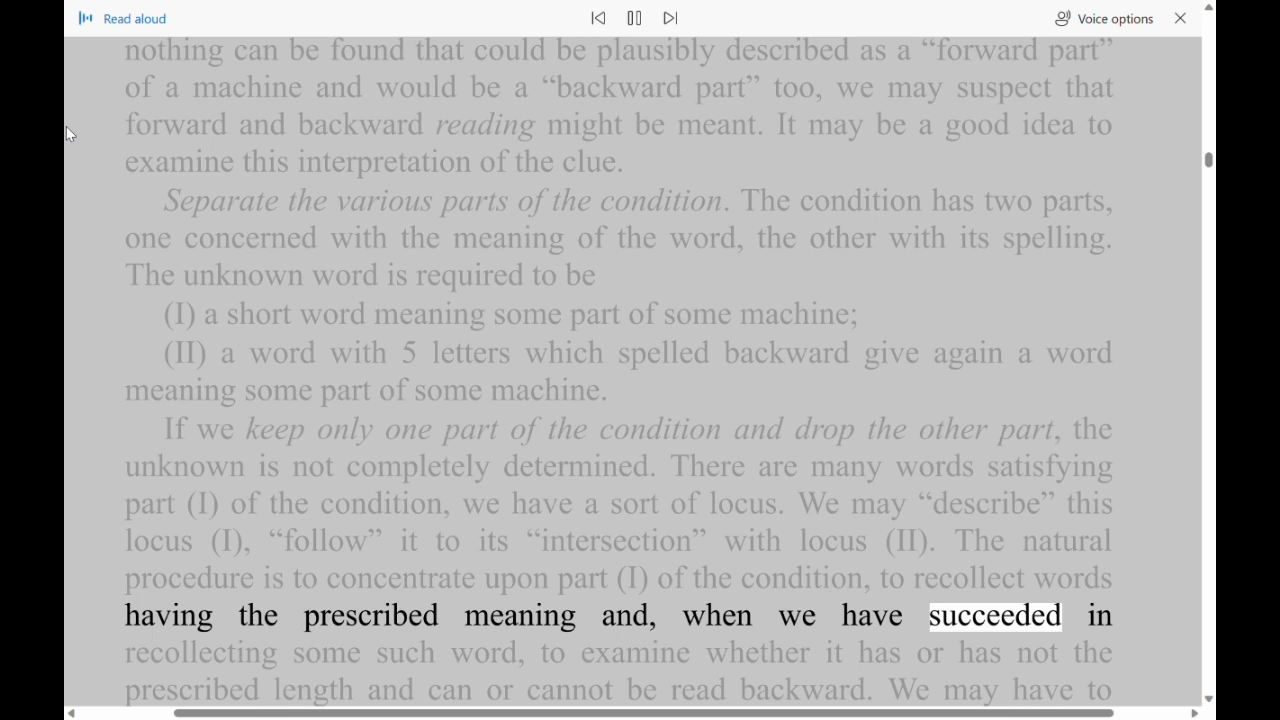 Read aloud
Voice options
nothing can be found that could be plausibly described as a “forward part”
of a machine and would be a “backward part” too, we may suspect that
forward and backward reading might be meant. It may be a good idea to
examine this interpretation of the clue.
Separate the various parts of the condition. The condition has two parts,
one concerned with the meaning of the word, the other with its spelling.
The unknown word is required to be
(I) a short word meaning some part of some machine;
(II) a word with 5 letters which spelled backward give again a word
meaning some part of some machine.
If we keep only one part of the condition and drop the other part, the
unknown is not completely determined. There are many words satisfying
part (I) of the condition, we have a sort of locus. We may “describe” this
locus (I), “follow” it to its “intersection” with locus (II). The natural
procedure is to concentrate upon part (I) of the condition, to recollect words
having the prescribed meaning and, when we have succeeded in
recollecting some such word, to examine whether it has or has not the
prescribed length and can or cannot be read backward. We may have to